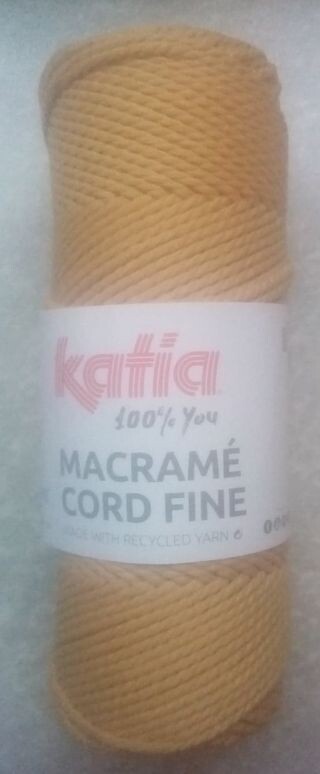 katia
100% You
MACRAMÉ
CORD FINE
MADE WITH RECYCLED YARN